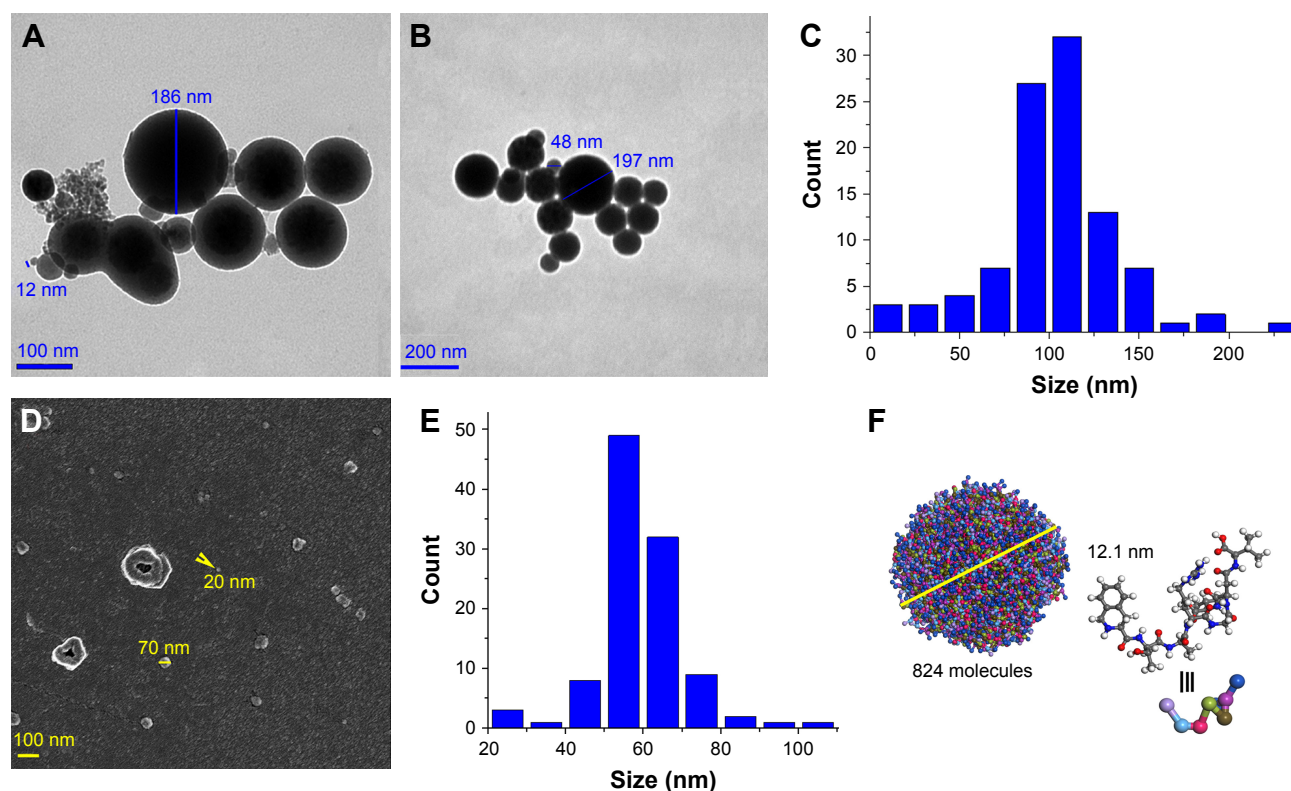 A
186 nm
12 nm
100 nm
B
48 nm
197 nm
200 nm
C
Count
30
25
20
15
10
5
0
0 50 100 150 200
Size (nm)
D
20 nm
70 nm
100 nm
E
Count
50
40
30
20
10
0
20 40 60 80 100
Size (nm)
F
12.1 nm
824 molecules